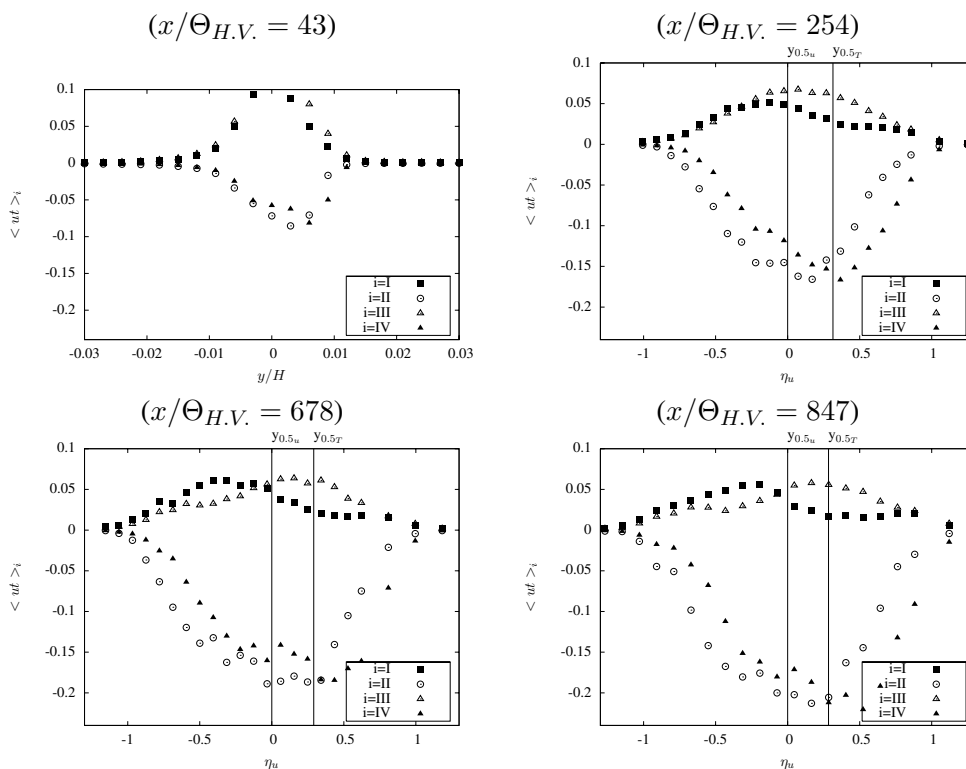 (x/Θ_{H.V.} = 43)
0.1
0.05
0
-0.05
-0.1
-0.15
-0.2
< ut >_i
i=I
i=II
i=III
i=IV
-0.03 -0.02 -0.01 0 0.01 0.02 0.03
y/H
(x/Θ_{H.V.} = 254)
y_{0.5_u} y_{0.5_T}
0.1
0.05
0
-0.05
-0.1
-0.15
-0.2
< ut >_i
i=I
i=II
i=III
i=IV
-1 -0.5 0 0.5 1
η_u
(x/Θ_{H.V.} = 678)
y_{0.5_u} y_{0.5_T}
0.1
0.05
0
-0.05
-0.1
-0.15
-0.2
< ut >_i
i=I
i=II
i=III
i=IV
-1 -0.5 0 0.5 1
η_u
(x/Θ_{H.V.} = 847)
y_{0.5_u} y_{0.5_T}
0.1
0.05
0
-0.05
-0.1
-0.15
-0.2
< ut >_i
i=I
i=II
i=III
i=IV
-1 -0.5 0 0.5 1
η_u